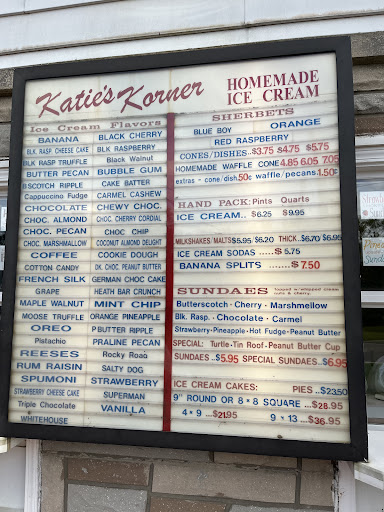 Katie's Korner
HOMEMADE
ICE CREAM
Ice Cream Flavors
BANANA
BLK RASP CHEESE CAKE
BLK RASP TRUFFLE
BUTTER PECAN
B'SCOTCH RIPPLE
Cappucino Fudge
CHOCOLATE
CHOC. ALMOND
CHOC. PECAN
CHOC. MARSHMALLOW
COFFEE
COTTON CANDY
FRENCH SILK
GRAPE
MAPLE WALNUT
MOOSE TRUFFLE
OREO
Pistachio
REESES
RUM RAISIN
SPUMONI
STRAWBERRY CHEESE CAKE
Triple Chocolate
WHITEHOUSE
BLACK CHERRY
BLK RASPBERRY
Black Walnut
BUBBLE GUM
CAKE BATTER
CARMEL CASHEW
CHEWY CHOC.
CHOC. CHERRY CORDIAL
CHOC CHIP
COCONUT ALMOND DELIGHT
COOKIE DOUGH
DK. CHOC. PEANUT BUTTER
GERMAN CHOC CAKE
HEATH BAR CRUNCH
MINT CHIP
ORANGE PINEAPPLE
P'BUTTER RIPPLE
PRALINE PECAN
Rocky Road
SALTY DOG
STRAWBERRY
SUPERMAN
VANILLA
SHERBETS
BLUE BOY ORANGE
RED RASPBERRY
CONES/DISHES..$3.75 $4.75 $5.75
HOMEMADE WAFFLE CONE 4.85 6.05 7.05
extras - cone/dish .50¢ waffle/pecans 1.50¢
HAND PACK: Pints Quarts
ICE CREAM.. $6.25 $9.95
MILKSHAKES/MALTS $5.95 $6.20 THICK..$6.70 $6.95
ICE CREAM SODAS ...... $5.75
BANANA SPLITS ....... $7.50
SUNDAES topped w/whipped cream, nuts & cherry.
Butterscotch - Cherry - Marshmellow
Blk. Rasp. - Chocolate - Carmel
Strawberry - Pineapple - Hot Fudge - Peanut Butter
SPECIAL: Turtle-Tin Roof-Peanut Butter Cup
SUNDAES ..$5.95 SPECIAL SUNDAES..$6.95
ICE CREAM CAKES: PIES ...$23.50
9" ROUND OR 8 x 8 SQUARE ....$28.95
4 x 9 ...$21.95 9 x 13 ...$36.95